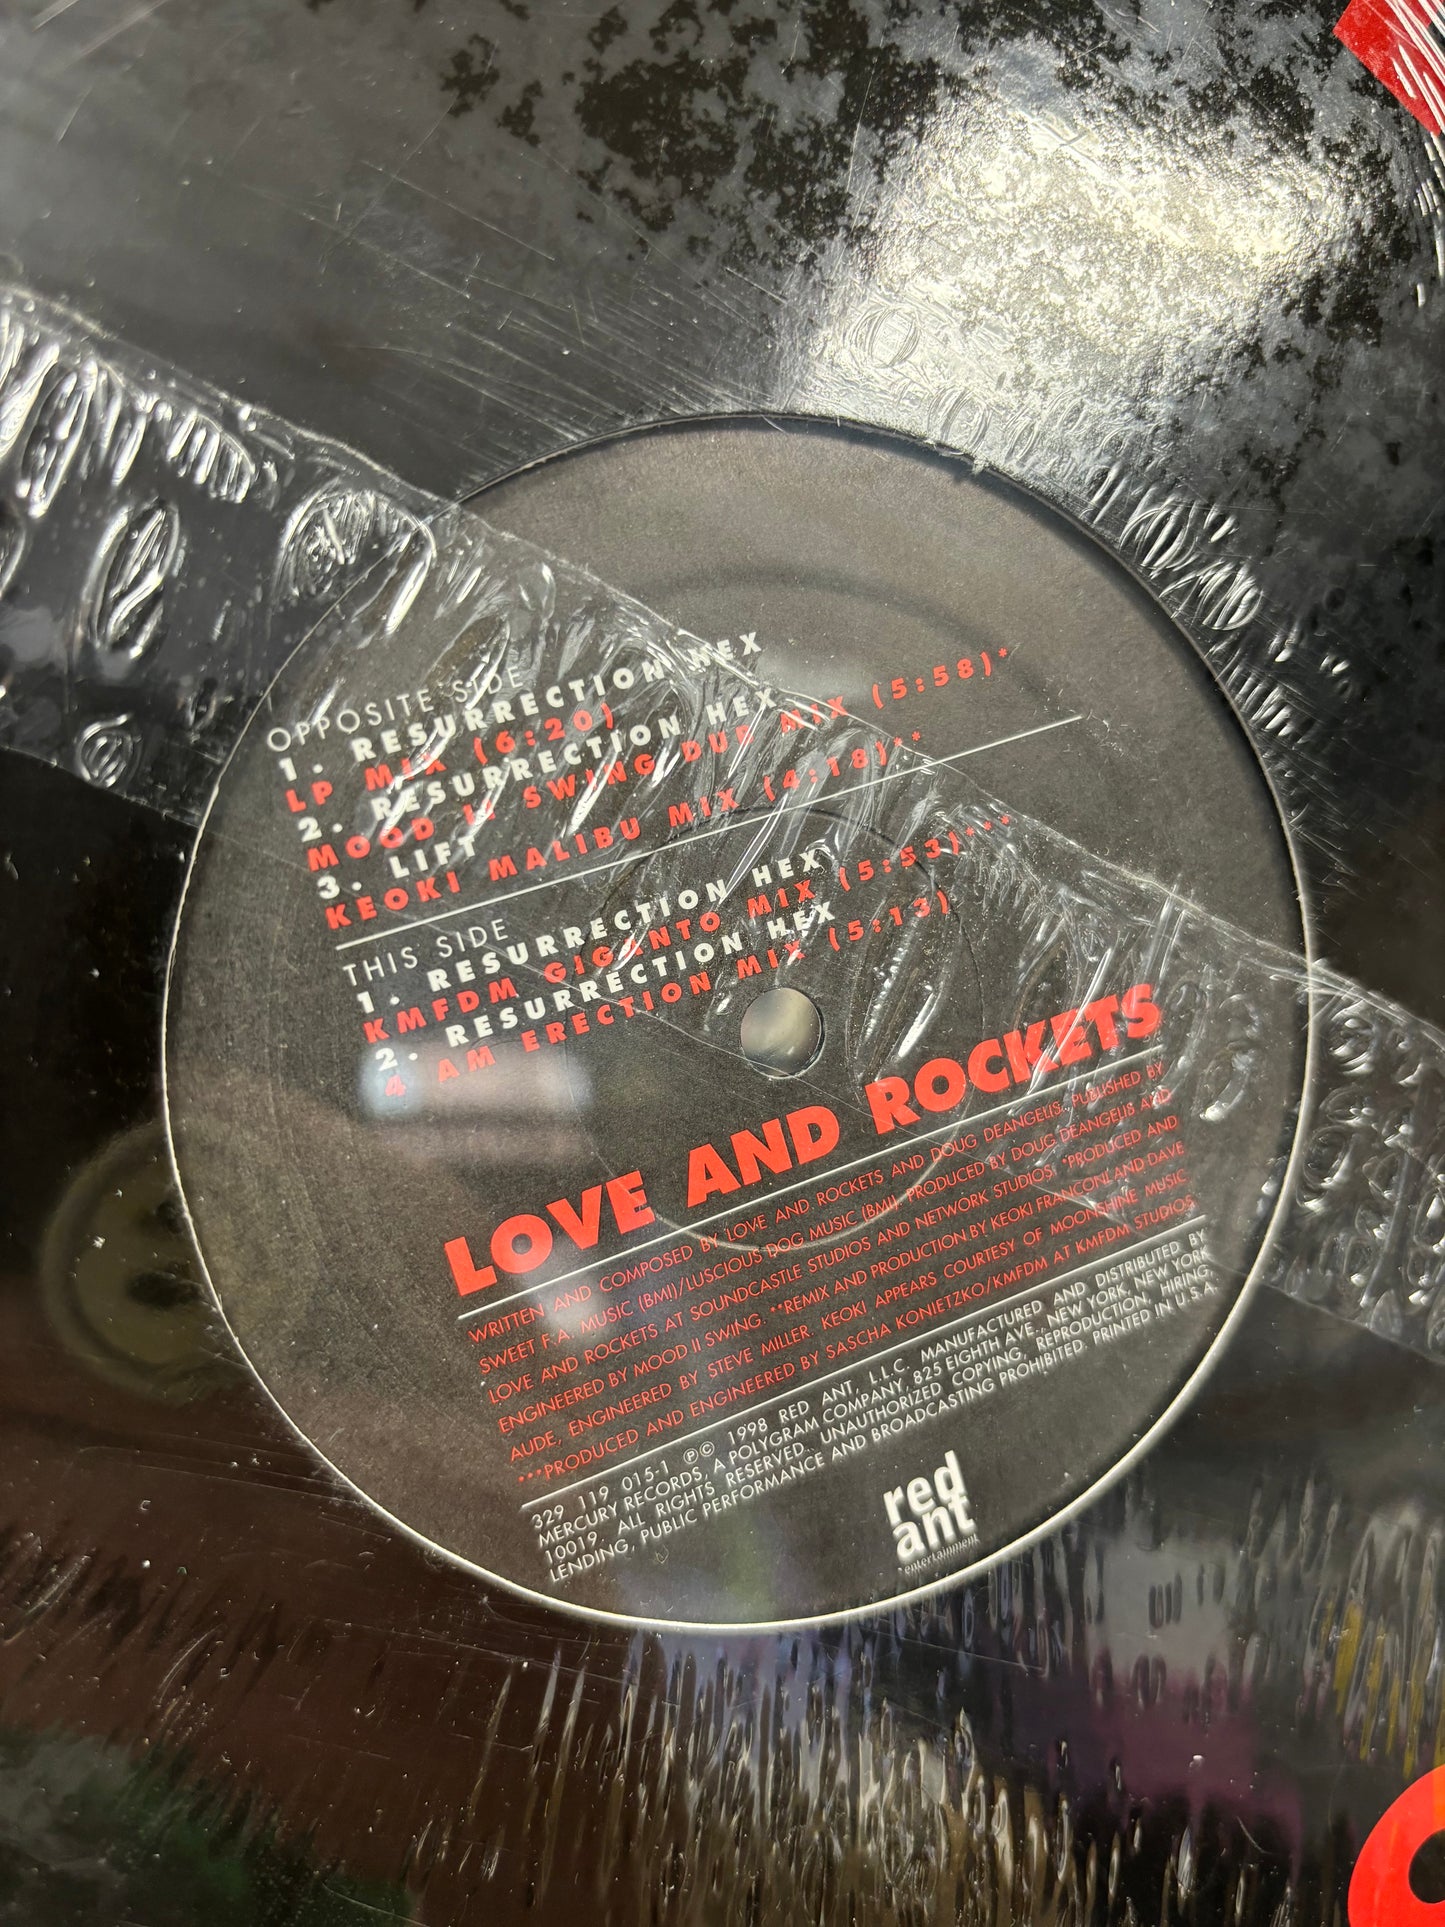 OPPOSITE SIDE
1. RESURRECTION HEX
LP MIX (6:20)
2. RESURRECTION HEX
MOOD II SWING DUB MIX (5:58)*
3. LIFT
KEOKI MALIBU MIX (4:18)**
THIS SIDE
1. RESURRECTION HEX
KMFDM GIGANTO MIX (5:53)***
2. RESURRECTION HEX
4 AM ERECTION MIX (5:13)
LOVE AND ROCKETS
WRITTEN AND COMPOSED BY LOVE AND ROCKETS AND DOUG DEANGELIS. PUBLISHED BY
SWEET F.A. MUSIC (BMI)/LUSCIOUS DOG MUSIC (BMI). PRODUCED BY DOUG DEANGELIS AND
LOVE AND ROCKETS AT SOUNDCASTLE STUDIOS AND NETWORK STUDIOS. *PRODUCED AND
ENGINEERED BY MOOD II SWING. **REMIX AND PRODUCTION BY KEOKI FRANCONI AND DAVE
AUDE, ENGINEERED BY STEVE MILLER. KEOKI APPEARS COURTESY OF MOONSHINE MUSIC.
***PRODUCED AND ENGINEERED BY SASCHA KONIETZKO/KMFDM AT KMFDM STUDIOS.
329 119 015-1 ℗© 1998 RED ANT, L.L.C. MANUFACTURED AND DISTRIBUTED BY
MERCURY RECORDS, A POLYGRAM COMPANY, 825 EIGHTH AVE., NEW YORK, NEW YORK
10019. ALL RIGHTS RESERVED. UNAUTHORIZED COPYING, REPRODUCTION, HIRING,
LENDING, PUBLIC PERFORMANCE AND BROADCASTING PROHIBITED. PRINTED IN U.S.A.
red
ant
entertainment